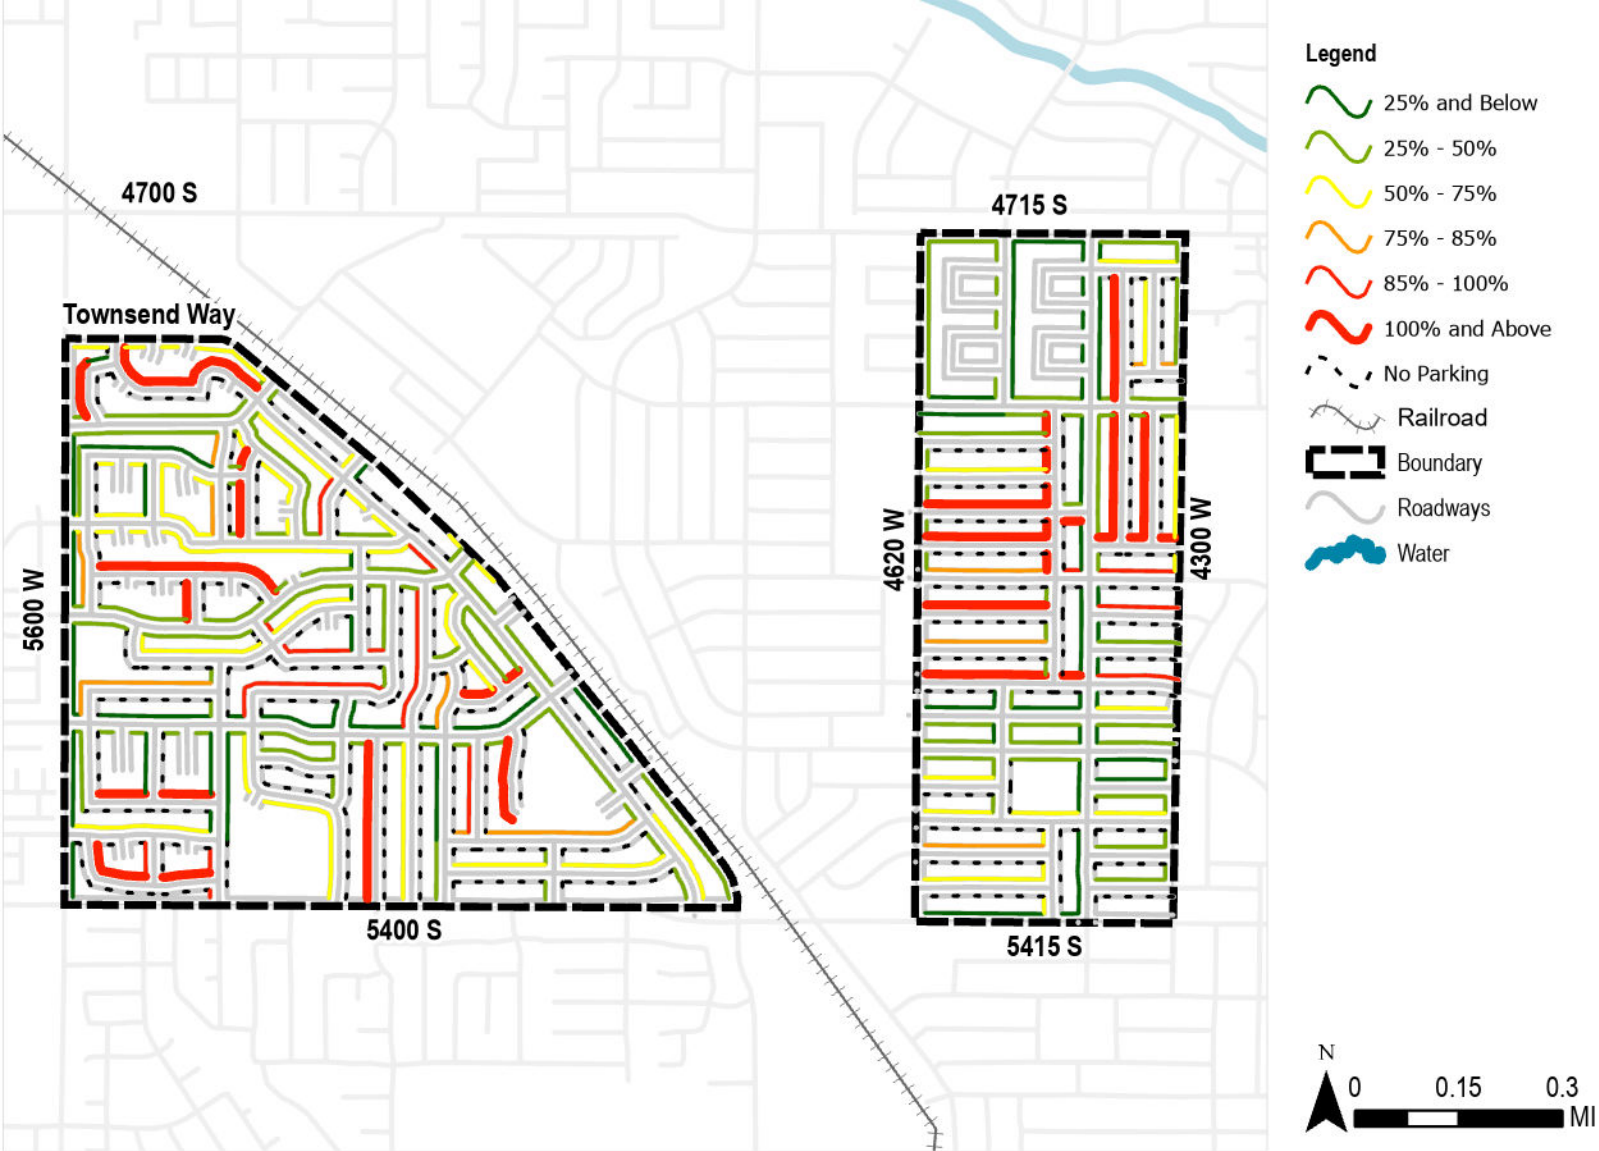 4700 S
Townsend Way
5600 W
5400 S
4715 S
4620 W
4300 W
5415 S
Legend
25% and Below
25% - 50%
50% - 75%
75% - 85%
85% - 100%
100% and Above
No Parking
Railroad
Boundary
Roadways
Water
N
0 0.15 0.3
MI